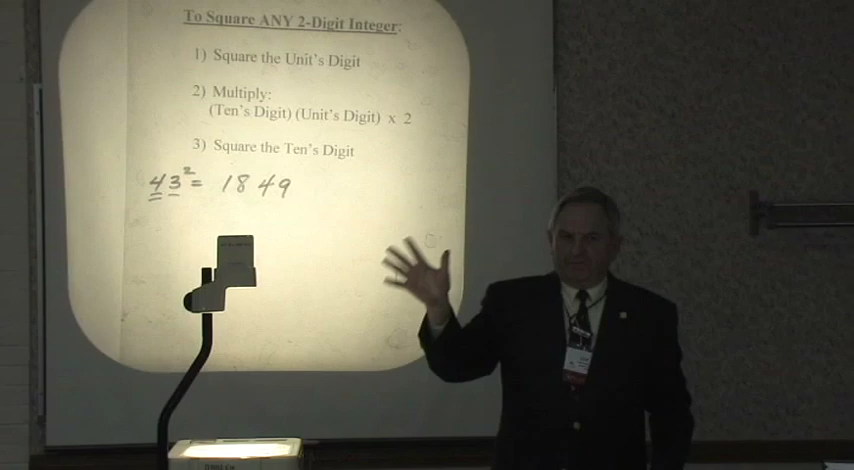 To Square ANY 2-Digit Integer:
1) Square the Unit's Digit
2) Multiply:
(Ten's Digit) (Unit's Digit) x 2
3) Square the Ten's Digit
43² = 1849